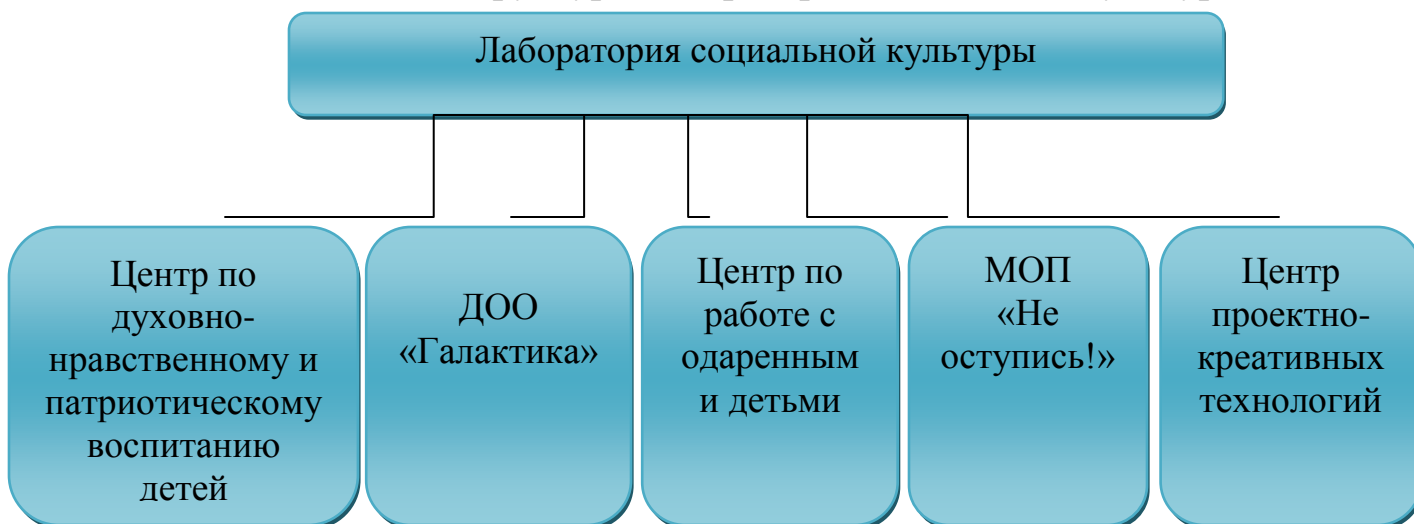 Лаборатория социальной культуры
Центр по
духовно-
нравственному и
патриотическому
воспитанию
детей
ДОО
«Галактика»
Центр по
работе с
одаренным
и детьми
МОП
«Не
оступись!»
Центр
проектно-
креативных
технологий